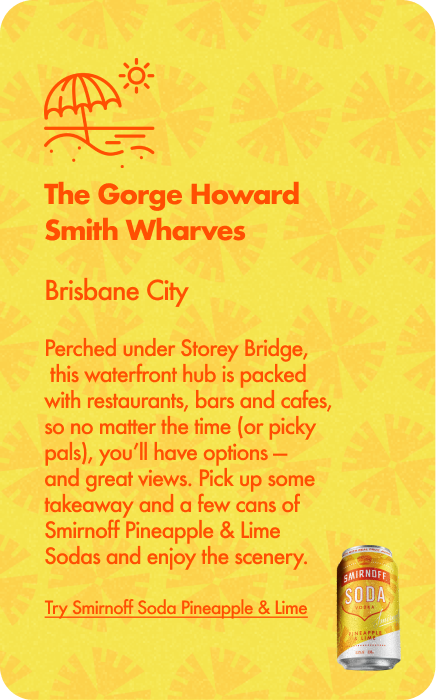 The Gorge Howard
Smith Wharves
Brisbane City
Perched under Storey Bridge,
this waterfront hub is packed
with restaurants, bars and cafes,
so no matter the time (or picky
pals), you'll have options —
and great views. Pick up some
takeaway and a few cans of
Smirnoff Pineapple & Lime
Sodas and enjoy the scenery.
Try Smirnoff Soda Pineapple & Lime
SMIRNOFF
SODA
VODKA
PINEAPPLE
& LIME